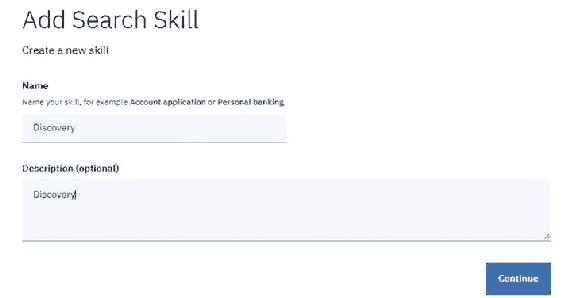 Add Search Skill
Create a new skill
Name
Name your skill, for example Account application or Personal banking.
Discovery
Description (optional)
Discovery
Continue